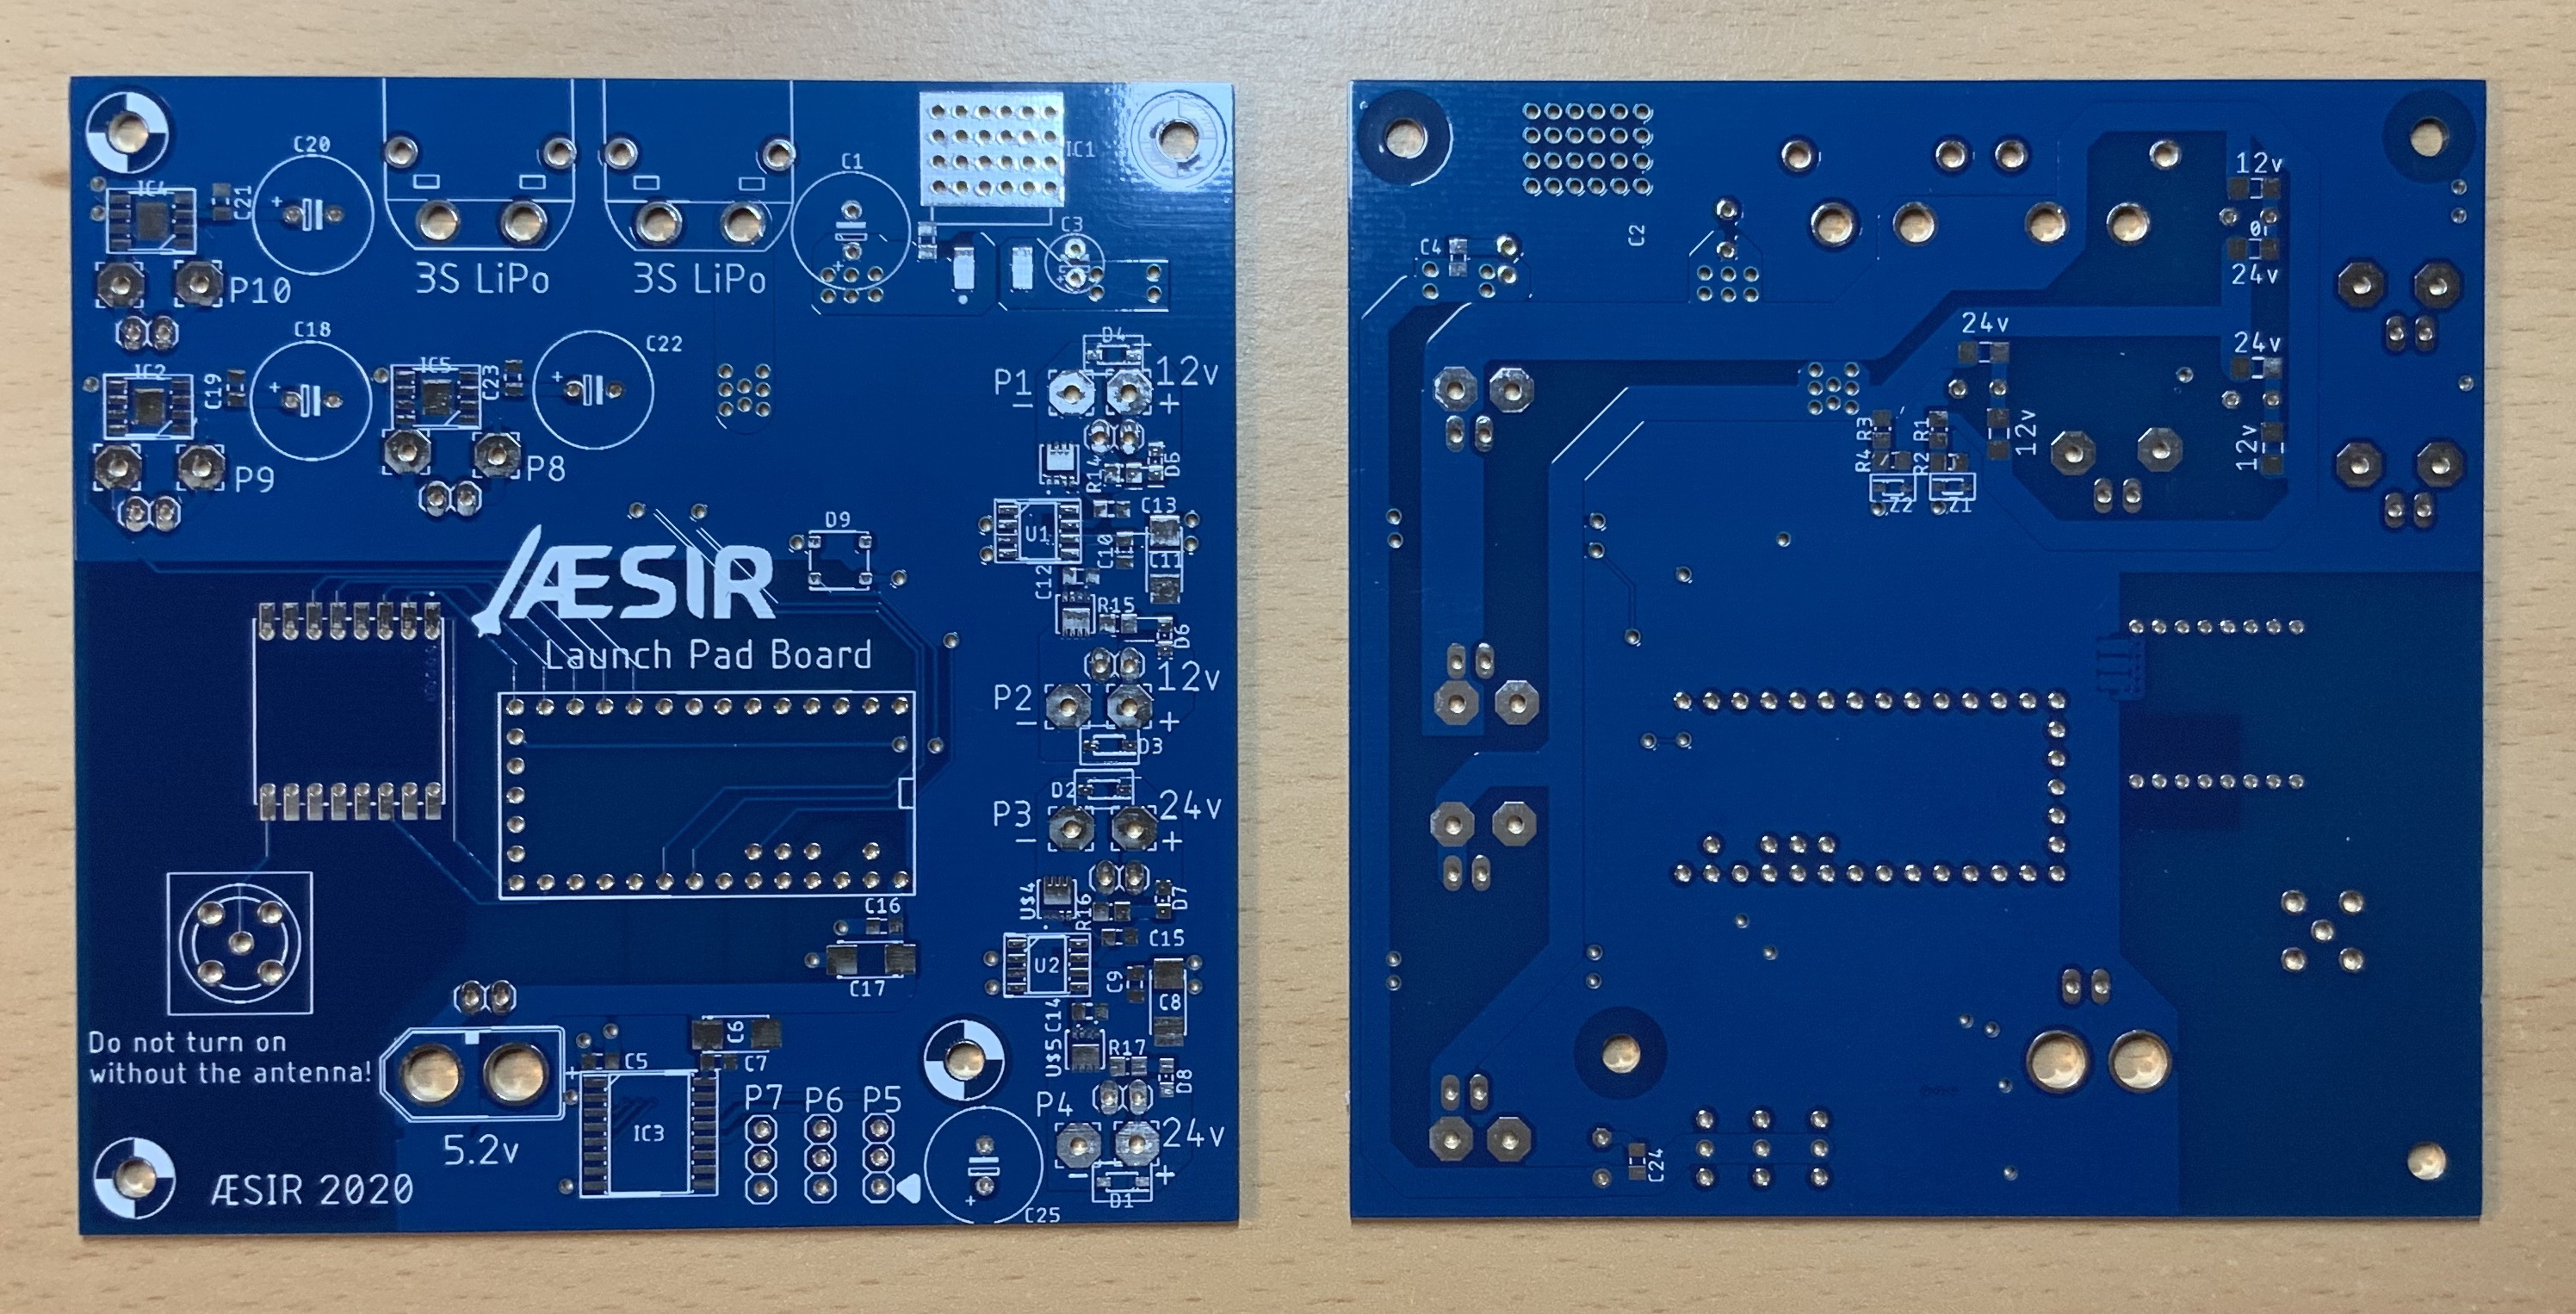 C20
IC4
C21
P10
3S LiPo
3S LiPo
C1
IC1
C3
C18
C22
IC2
C19
IC5
C23
P9
P8
D4
P1
12v
- +
R14
D5
U1
C13
C10
C11
C12
R15
D6
D9
ÆSIR
Launch Pad Board
P2
12v
- +
D3
D2
P3
24v
- +
U$4
R16
D7
C16
C17
U2
C15
C9
C8
C14
U$5
R17
D8
Do not turn on
without the antenna!
+
5.2v
C5
C6
C7
IC3
P7
P6
P5
P4
24v
- +
D1
C25
ÆSIR 2020
C4
C2
12v
24v
24v
24v
12v
12v
R3
R1
R4
R2
Z2
Z1
C24